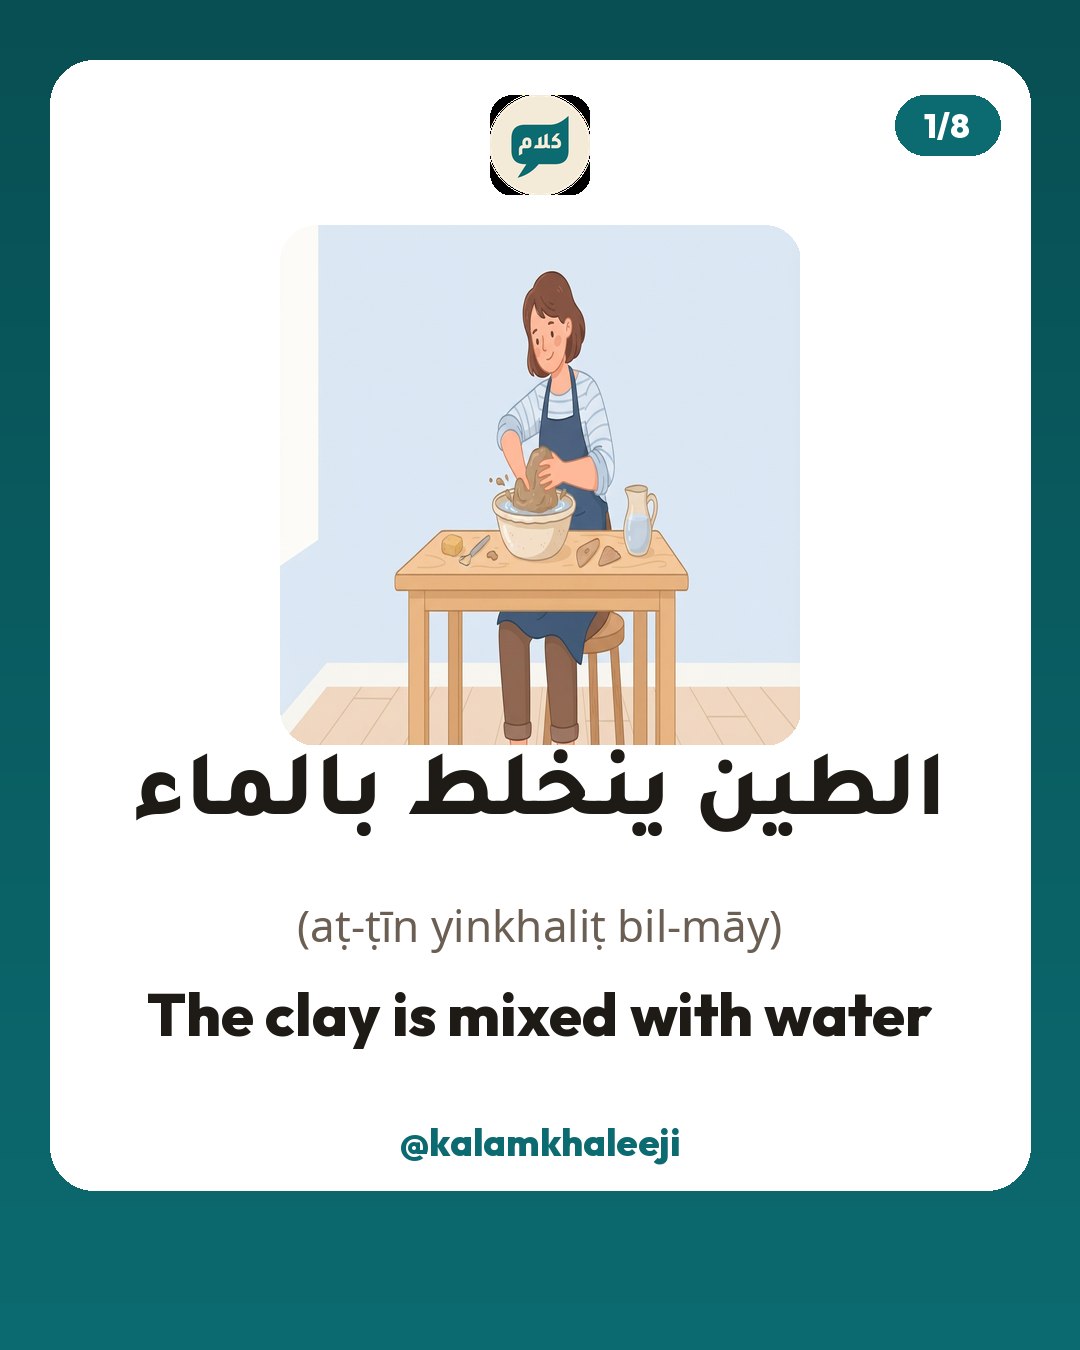 كلام
1/8
الطين ينخلط بالماء
(aṭ-ṭīn yinkhaliṭ bil-māy)
The clay is mixed with water
@kalamkhaleeji